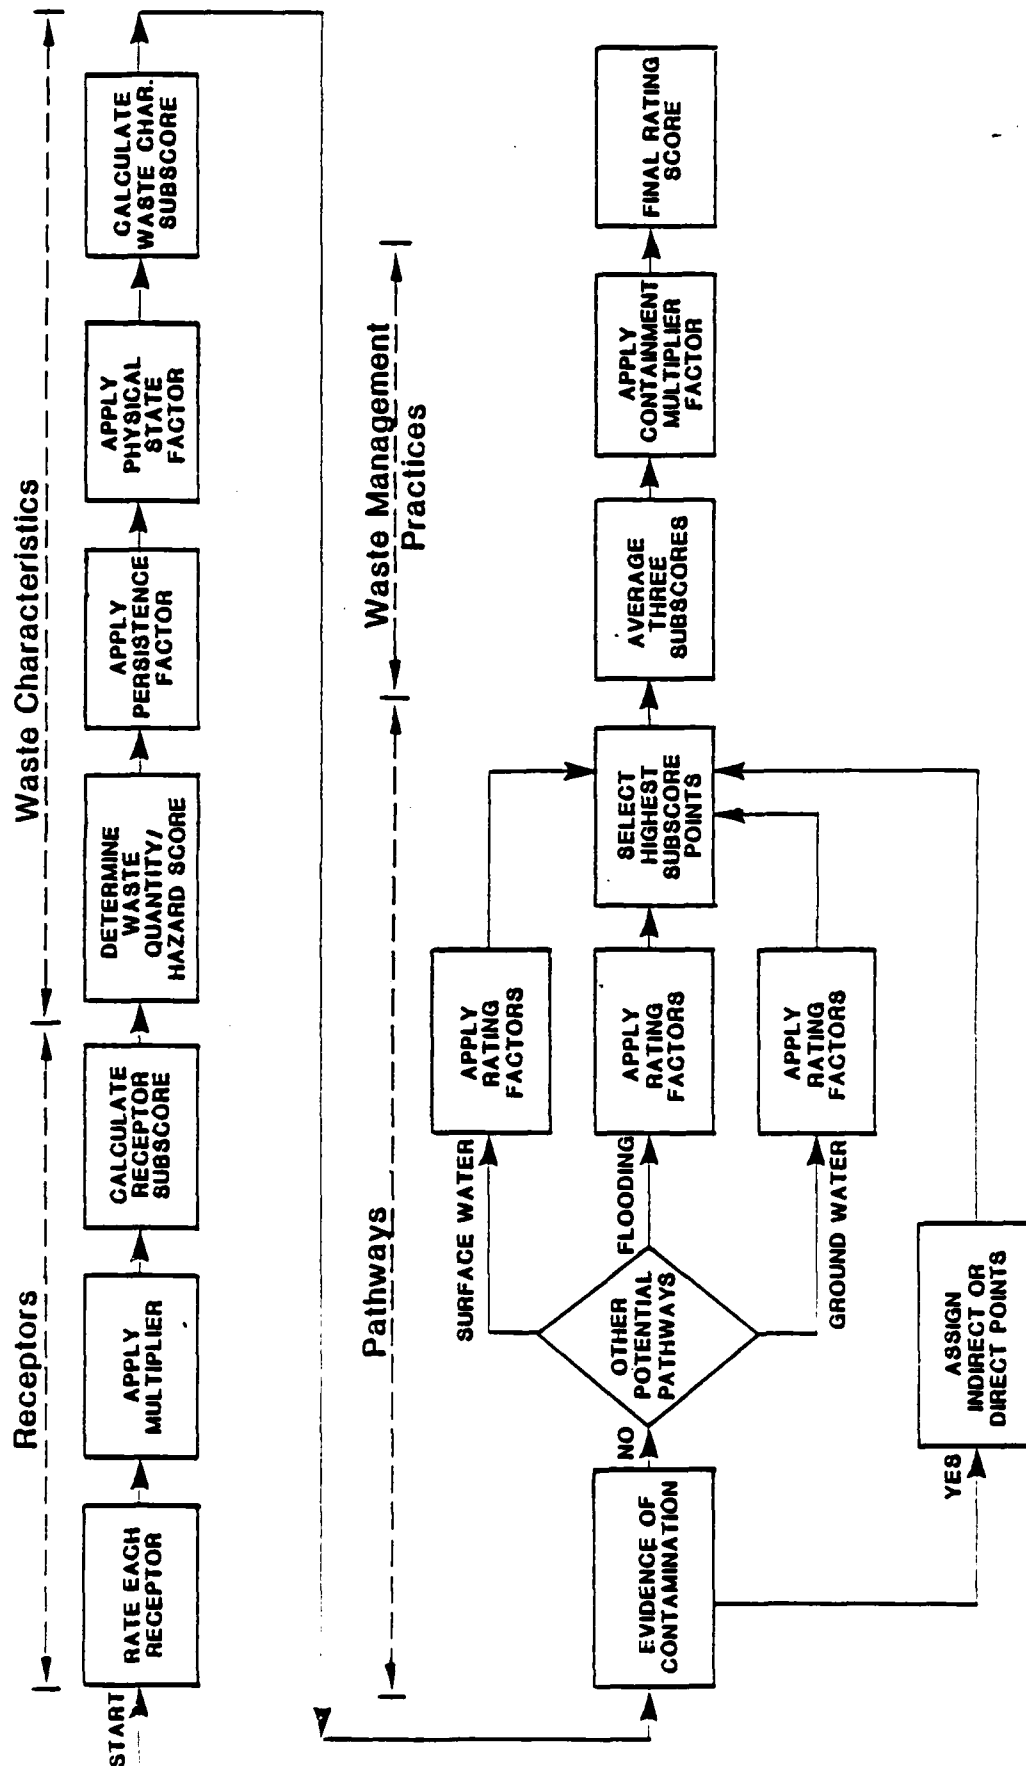 Receptors
Waste Characteristics
START
RATE EACH
RECEPTOR
APPLY
MULTIPLIER
CALCULATE
RECEPTOR
SUBSCORE
DETERMINE
WASTE
QUANTITY/
HAZARD SCORE
APPLY
PERSISTENCE
FACTOR
APPLY
PHYSICAL
STATE
FACTOR
CALCULATE
WASTE CHAR.
SUBSCORE
Pathways
Waste Management
Practices
EVIDENCE OF
CONTAMINATION
NO
YES
OTHER
POTENTIAL
PATHWAYS
SURFACE WATER
APPLY
RATING
FACTORS
FLOODING
APPLY
RATING
FACTORS
GROUND WATER
APPLY
RATING
FACTORS
ASSIGN
INDIRECT OR
DIRECT POINTS
SELECT
HIGHEST
SUBSCORE
POINTS
AVERAGE
THREE
SUBSCORES
APPLY
CONTAINMENT
MULTIPLIER
FACTOR
FINAL RATING
SCORE